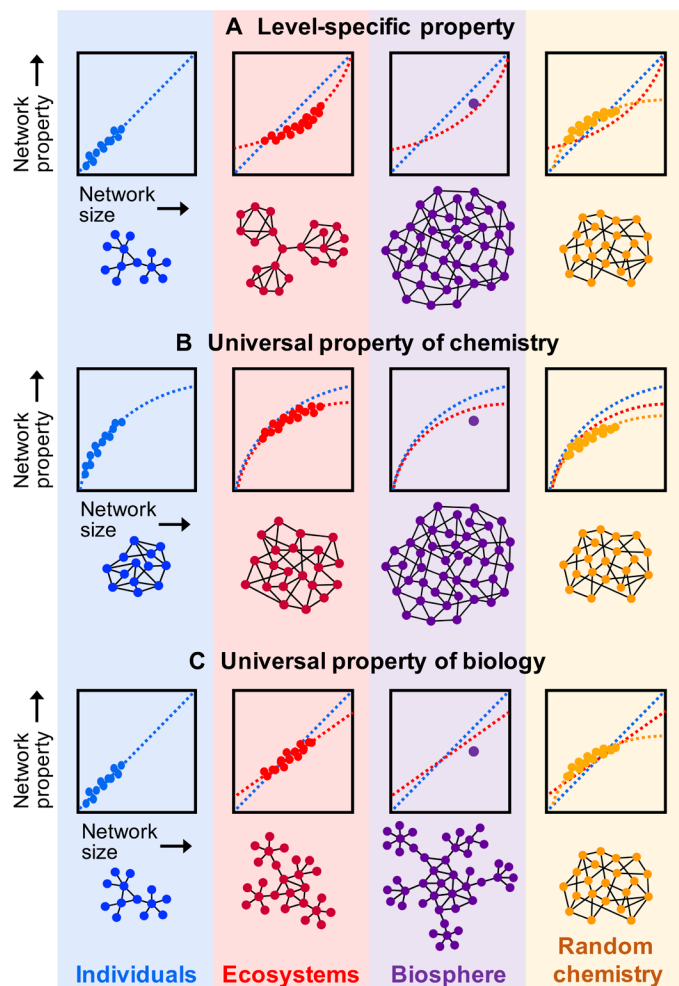 A Level-specific property
Network
property
Network
size
B Universal property of chemistry
Network
property
Network
size
C Universal property of biology
Network
property
Network
size
Individuals
Ecosystems
Biosphere
Random
chemistry